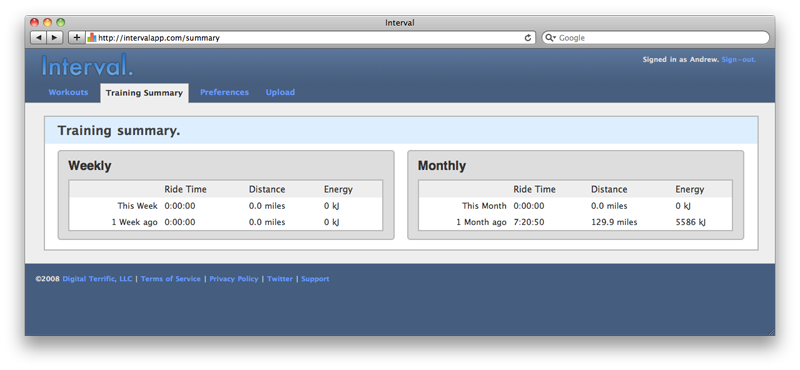 Interval
http://intervalapp.com/summary
Google
Interval.
Signed in as Andrew. Sign-out.
Workouts Training Summary Preferences Upload
Training summary.
Weekly
Ride Time Distance Energy
This Week 0:00:00 0.0 miles 0 kJ
1 Week ago 0:00:00 0.0 miles 0 kJ
Monthly
Ride Time Distance Energy
This Month 0:00:00 0.0 miles 0 kJ
1 Month ago 7:20:50 129.9 miles 5586 kJ
©2008 Digital Terrific, LLC | Terms of Service | Privacy Policy | Twitter | Support